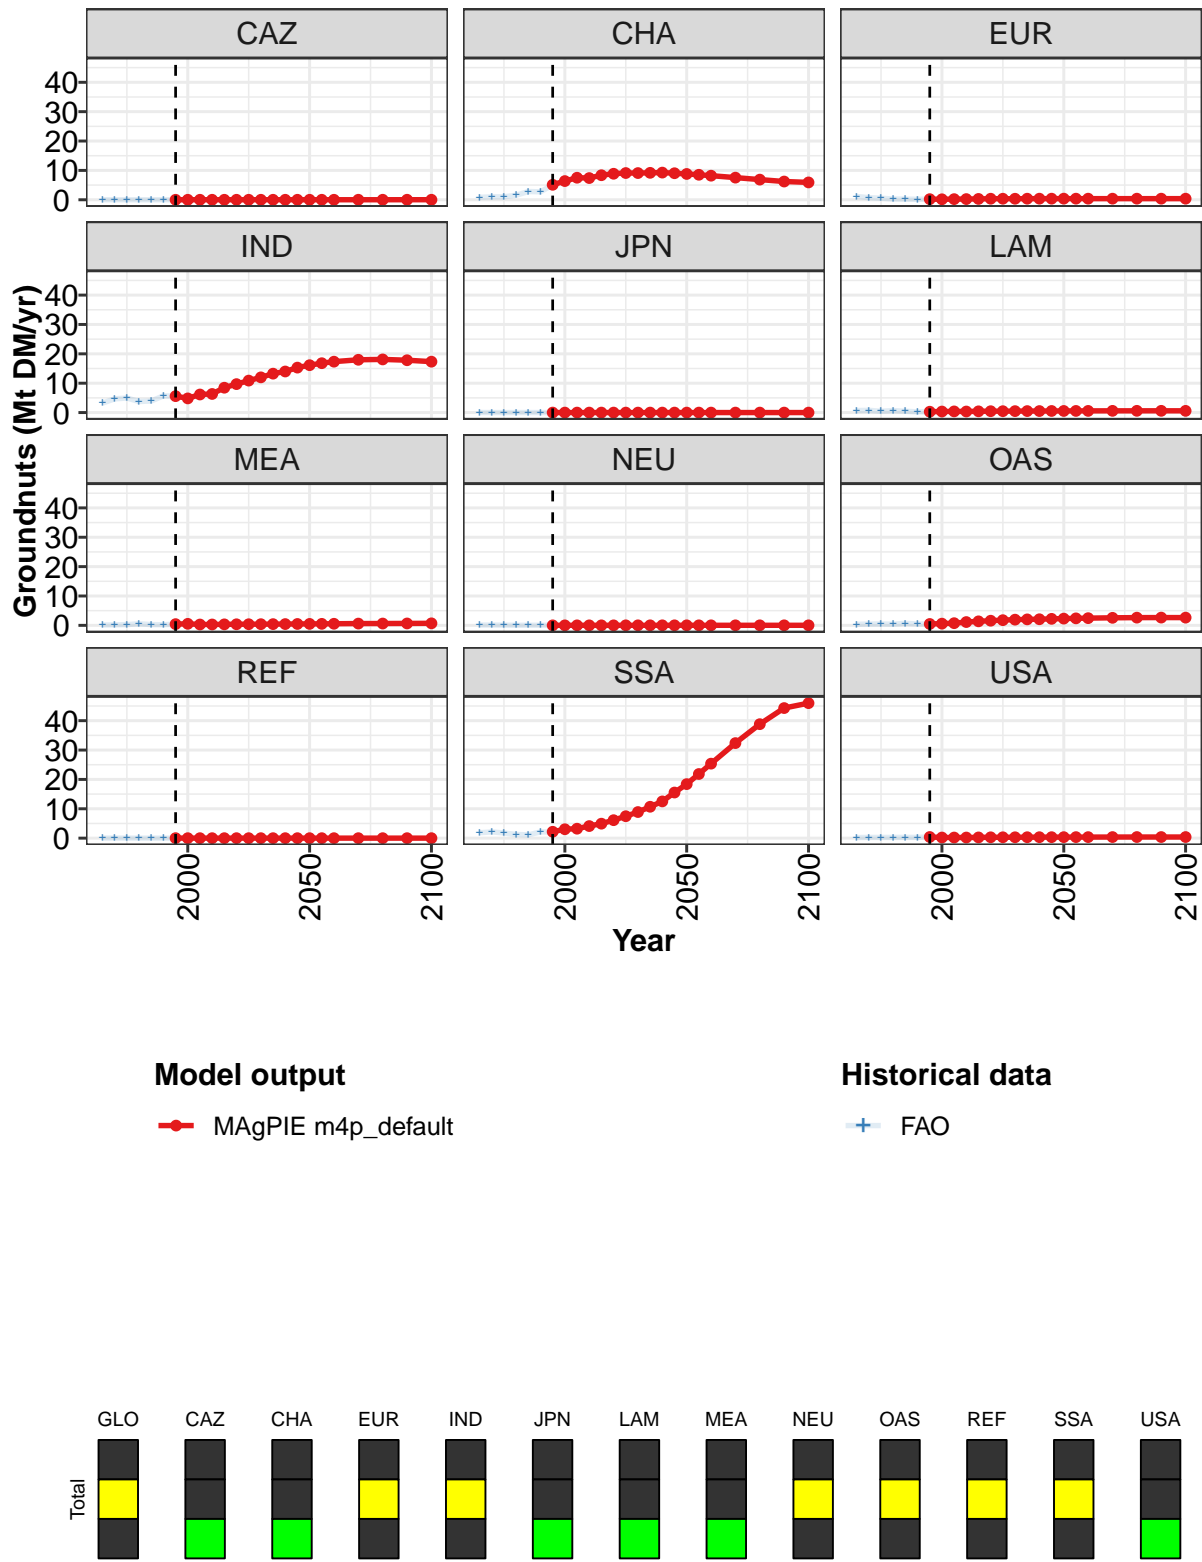 CAZ CHA EUR
40
30
20
10
0
IND JPN LAM
40
30
20
10
0
MEA NEU OAS
40
30
20
10
0
REF SSA USA
40
30
20
10
0
Groundnuts (Mt DM/yr)
2000 2050 2100 2000 2050 2100 2000 2050 2100
Year
Model output
MAgPIE m4p_default
Historical data
FAO
GLO CAZ CHA EUR IND JPN LAM MEA NEU OAS REF SSA USA
Total